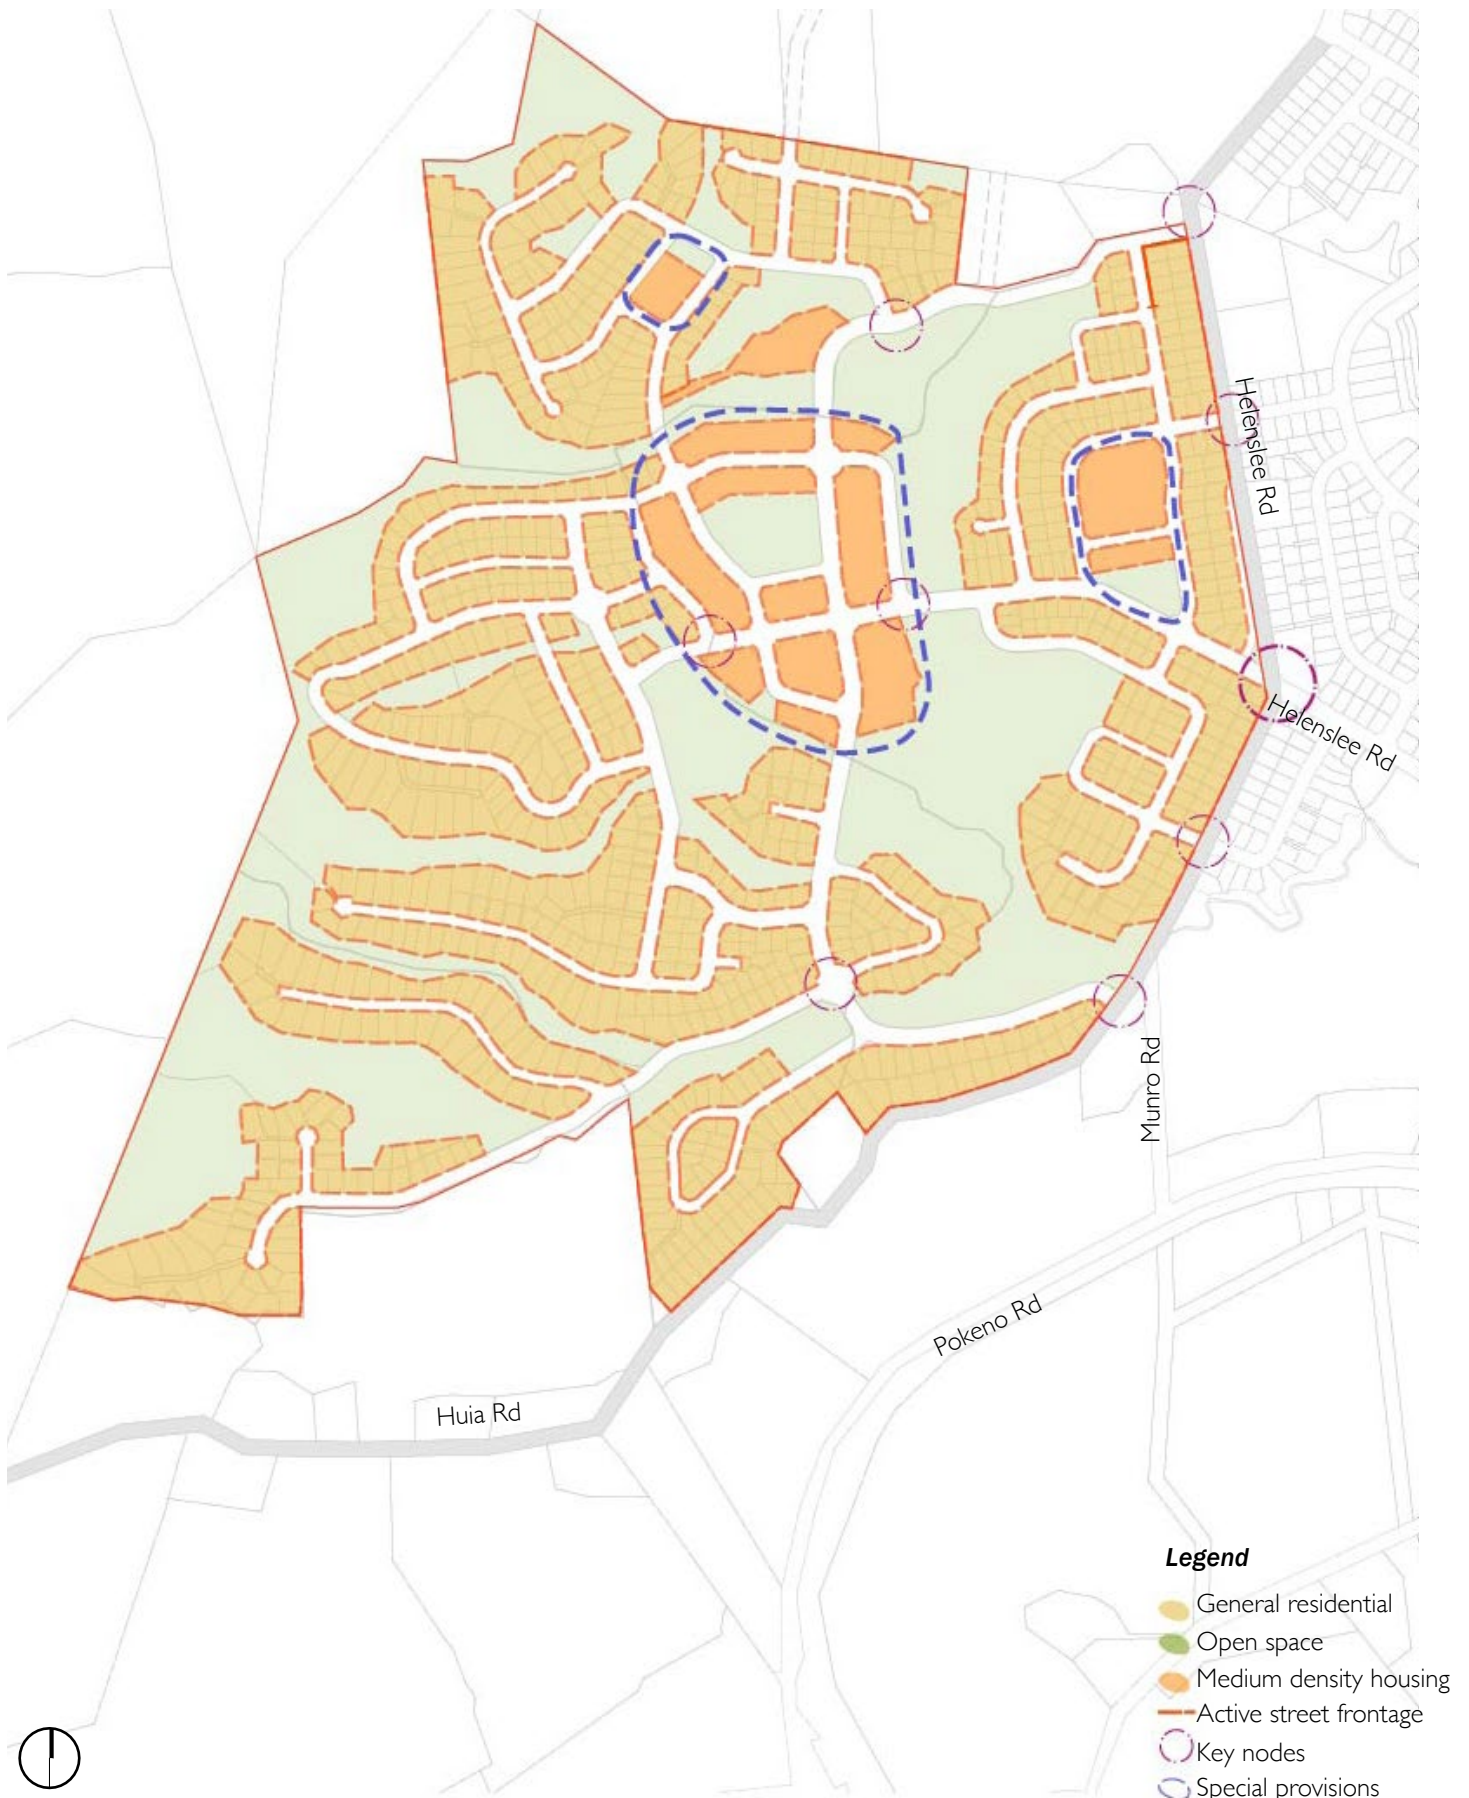 Helenslee Rd
Helenslee Rd
Munro Rd
Pokeno Rd
Huia Rd
Legend
General residential
Open space
Medium density housing
Active street frontage
Key nodes
Special provisions